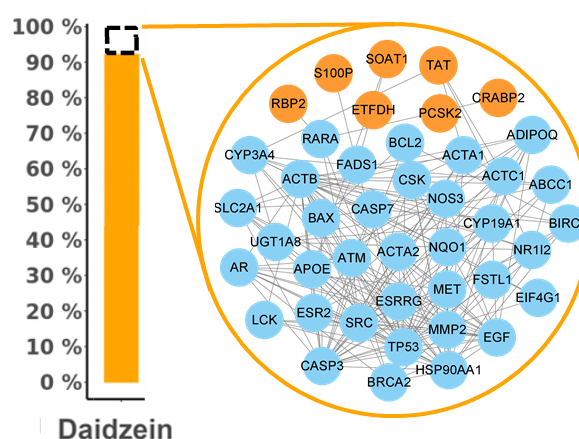 100 %
90 %
80 %
70 %
60 %
50 %
40 %
30 %
20 %
10 %
0 %
Daidzein
SOAT1
TAT
S100P
RBP2
ETFDH
PCSK2
CRABP2
RARA
BCL2
ADIPOQ
CYP3A4
FADS1
ACTA1
ACTB
CSK
ACTC1
ABCC1
NOS3
SLC2A1
BAX
CASP7
CYP19A1
BIRC
UGT1A8
ATM
ACTA2
NQO1
NR1I2
AR
APOE
FSTL1
MET
EIF4G1
ESRRG
LCK
ESR2
SRC
MMP2
EGF
TP53
CASP3
HSP90AA1
BRCA2